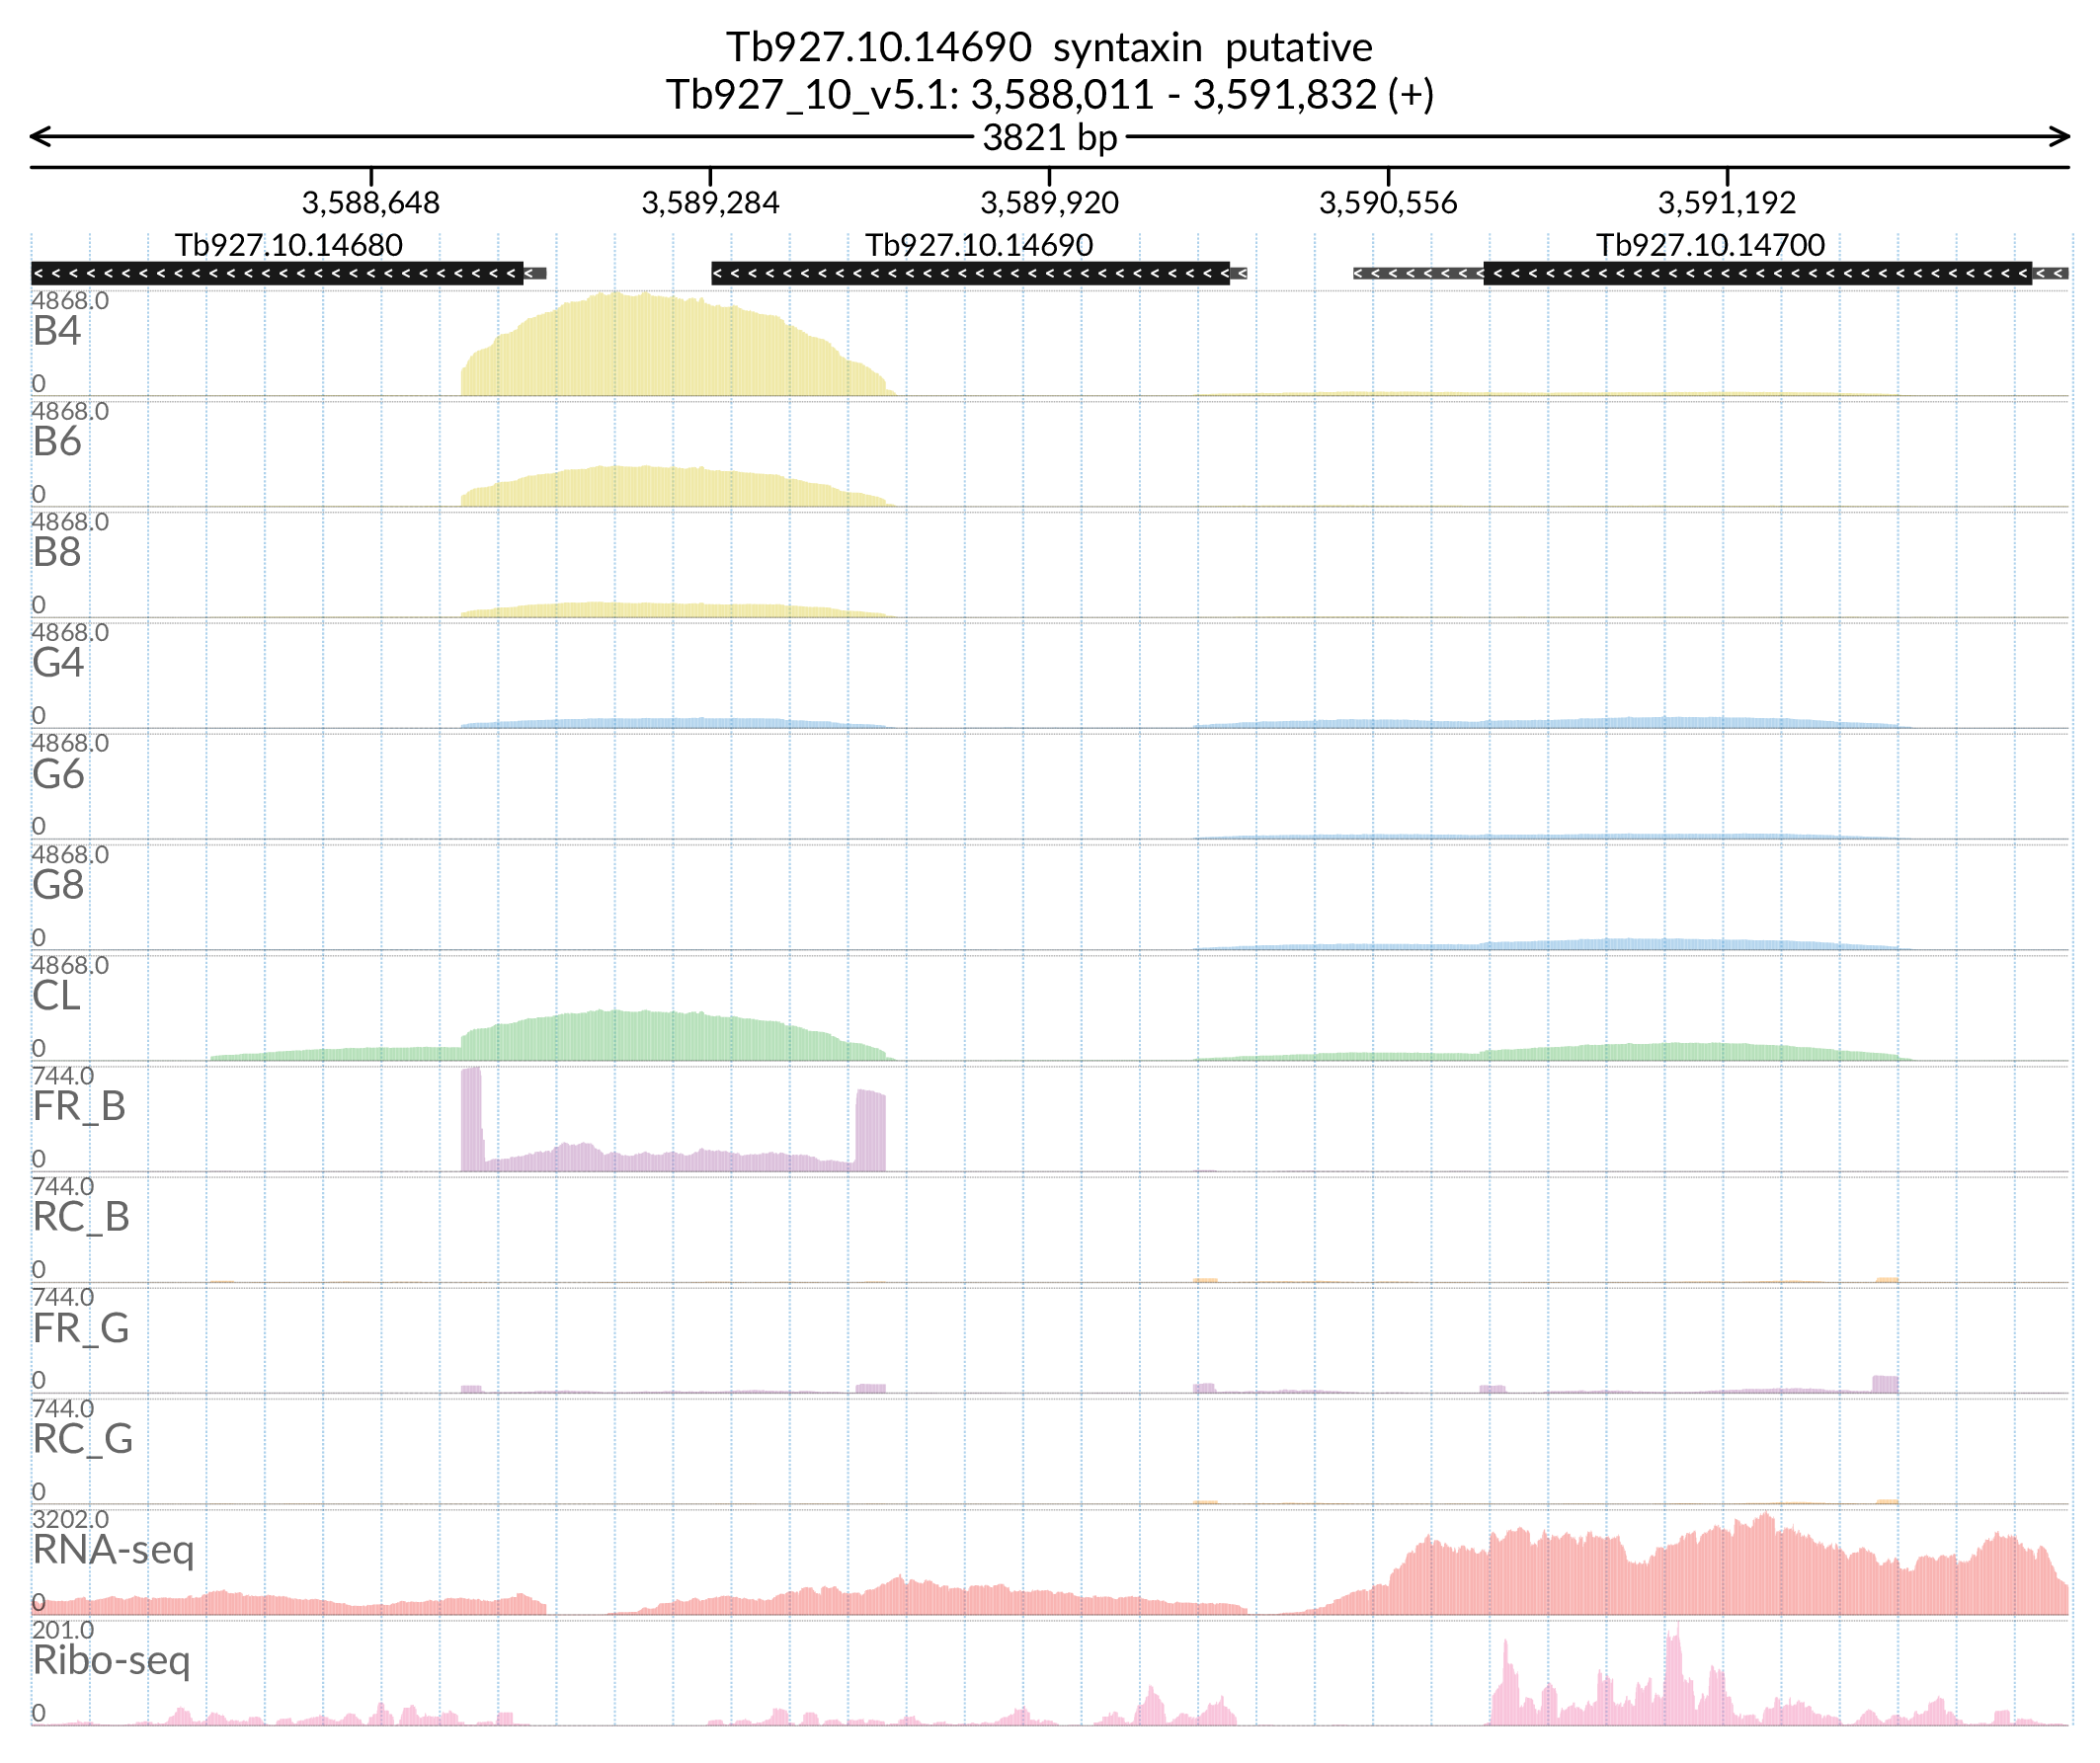 Tb927.10.14690 syntaxin putative
Tb927_10_v5.1: 3,588,011 - 3,591,832 (+)
3821 bp
3,588,648 3,589,284 3,589,920 3,590,556 3,591,192
Tb927.10.14680 Tb927.10.14690 Tb927.10.14700
4868.0
B4
0
4868.0
B6
0
4868.0
B8
0
4868.0
G4
0
4868.0
G6
0
4868.0
G8
0
4868.0
CL
0
744.0
FR_B
0
744.0
RC_B
0
744.0
FR_G
0
744.0
RC_G
0
3202.0
RNA-seq
0
201.0
Ribo-seq
0